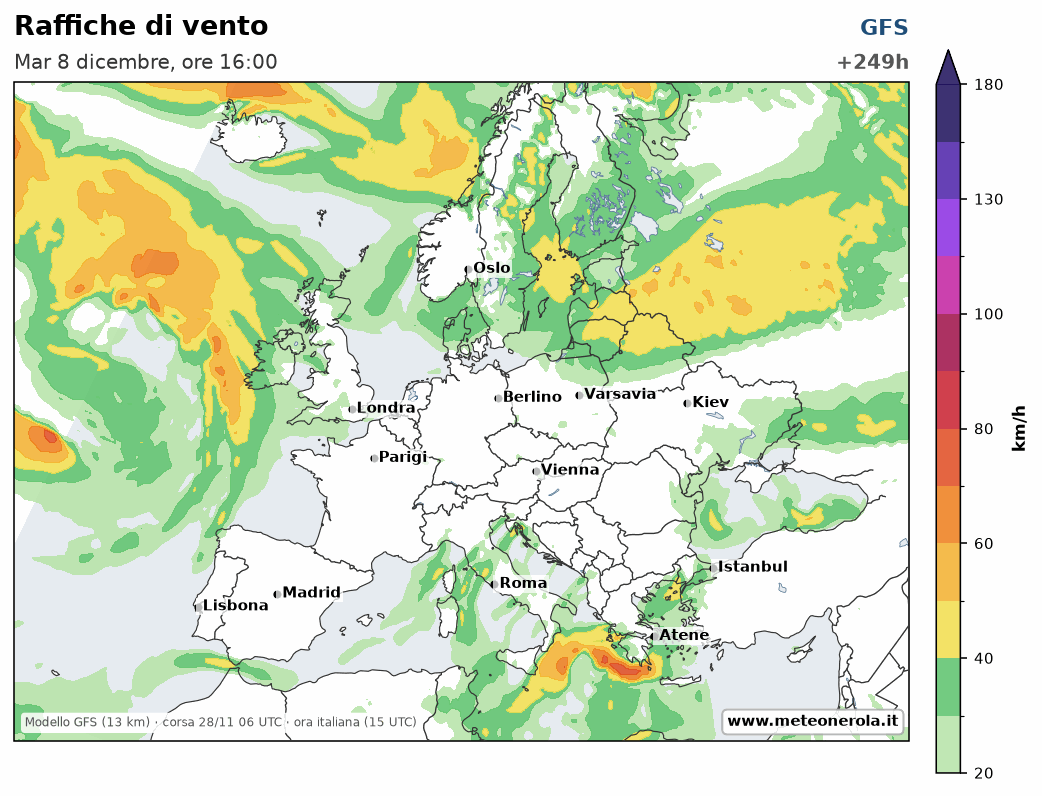 Raffiche di vento
GFS
Mar 8 dicembre, ore 16:00
+249h
180
130
100
80
60
40
20
km/h
Oslo
Berlino
Varsavia
Kiev
Londra
Parigi
Vienna
Istanbul
Roma
Madrid
Lisbona
Atene
Modello GFS (13 km) · corsa 28/11 06 UTC · ora italiana (15 UTC)
www.meteonerola.it